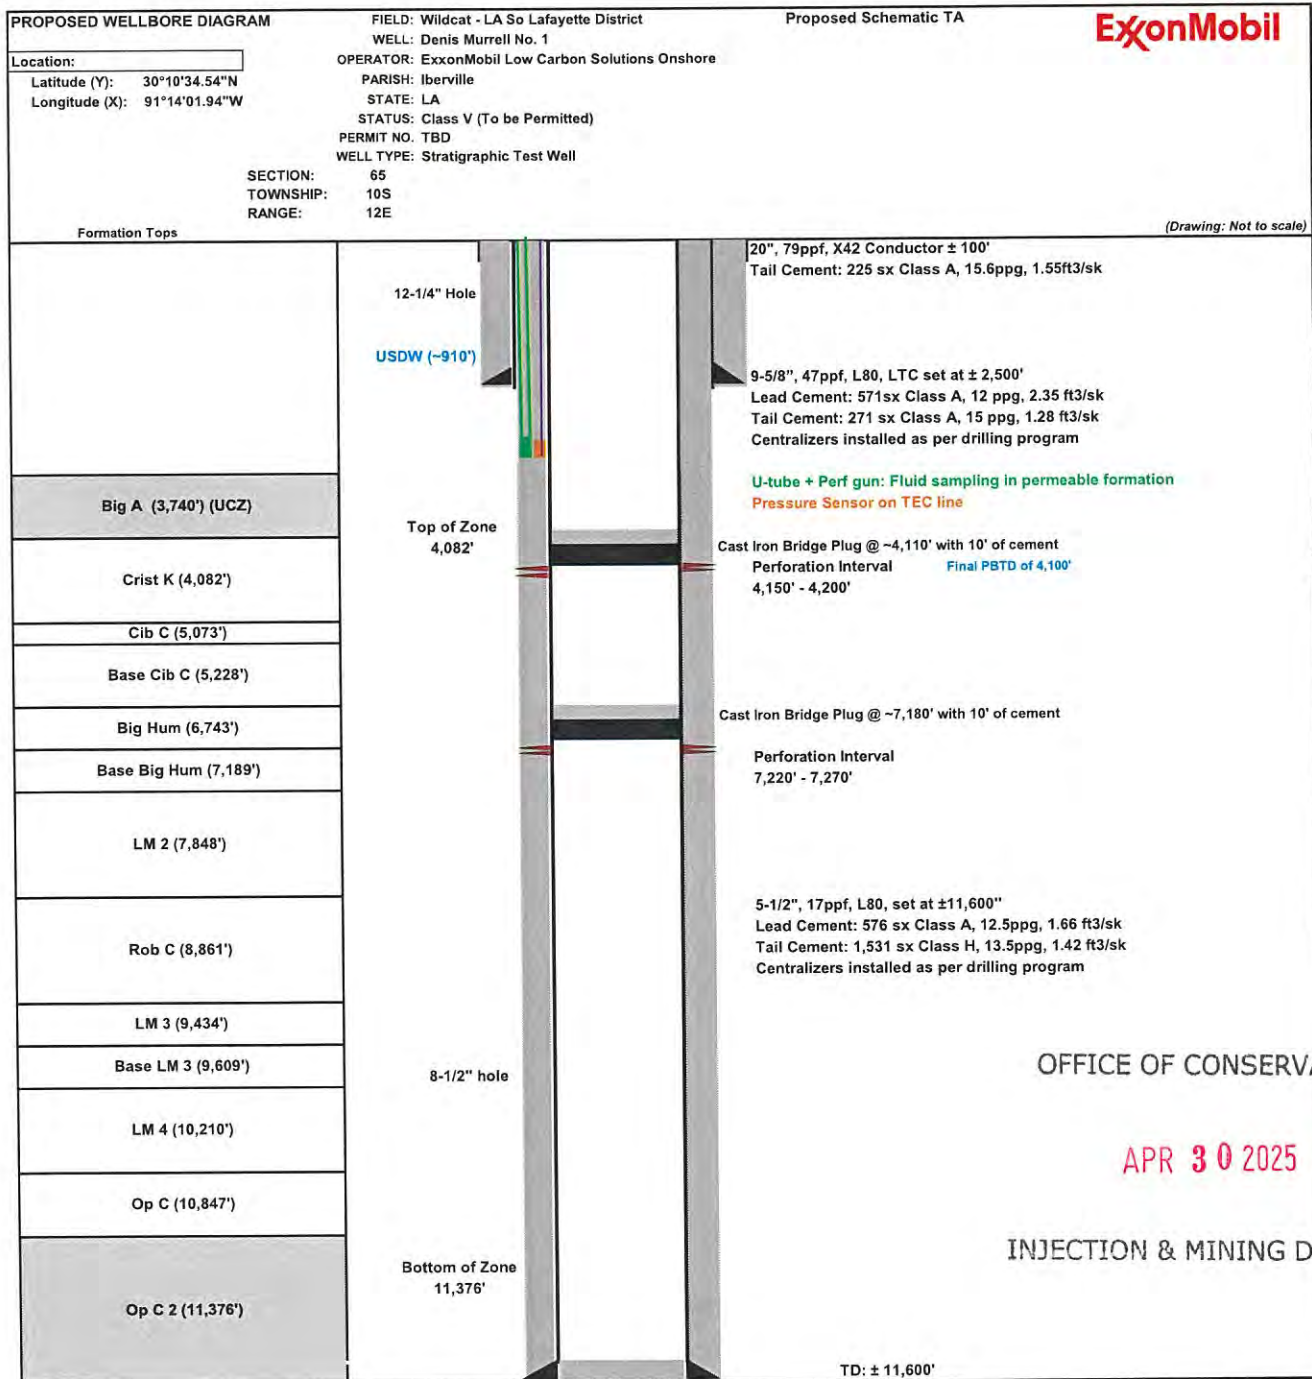 PROPOSED WELLBORE DIAGRAM
FIELD: Wildcat - LA So Lafayette District
Proposed Schematic TA
ExxonMobil
WELL: Denis Murrell No. 1
Location:
OPERATOR: ExxonMobil Low Carbon Solutions Onshore
Latitude (Y): 30°10'34.54"N
PARISH: Iberville
Longitude (X): 91°14'01.94"W
STATE: LA
STATUS: Class V (To be Permitted)
PERMIT NO. TBD
WELL TYPE: Stratigraphic Test Well
SECTION: 65
TOWNSHIP: 10S
RANGE: 12E
Formation Tops
(Drawing: Not to scale)
20", 79ppf, X42 Conductor ± 100'
Tail Cement: 225 sx Class A, 15.6ppg, 1.55ft3/sk
12-1/4" Hole
USDW (~910')
9-5/8", 47ppf, L80, LTC set at ± 2,500'
Lead Cement: 571sx Class A, 12 ppg, 2.35 ft3/sk
Tail Cement: 271 sx Class A, 15 ppg, 1.28 ft3/sk
Centralizers installed as per drilling program
U-tube + Perf gun: Fluid sampling in permeable formation
Pressure Sensor on TEC line
Big A (3,740') (UCZ)
Top of Zone
4,082'
Cast Iron Bridge Plug @ ~4,110' with 10' of cement
Perforation Interval
Final PBTD of 4,100'
4,150' - 4,200'
Crist K (4,082')
Cib C (5,073')
Base Cib C (5,228')
Big Hum (6,743')
Cast Iron Bridge Plug @ ~7,180' with 10' of cement
Base Big Hum (7,189')
Perforation Interval
7,220' - 7,270'
LM 2 (7,848')
5-1/2", 17ppf, L80, set at ±11,600"
Lead Cement: 576 sx Class A, 12.5ppg, 1.66 ft3/sk
Tail Cement: 1,531 sx Class H, 13.5ppg, 1.42 ft3/sk
Centralizers installed as per drilling program
Rob C (8,861')
LM 3 (9,434')
Base LM 3 (9,609')
8-1/2" hole
OFFICE OF CONSERVA
LM 4 (10,210')
APR 30 2025
Op C (10,847')
INJECTION & MINING D
Bottom of Zone
11,376'
Op C 2 (11,376')
TD: ± 11,600'